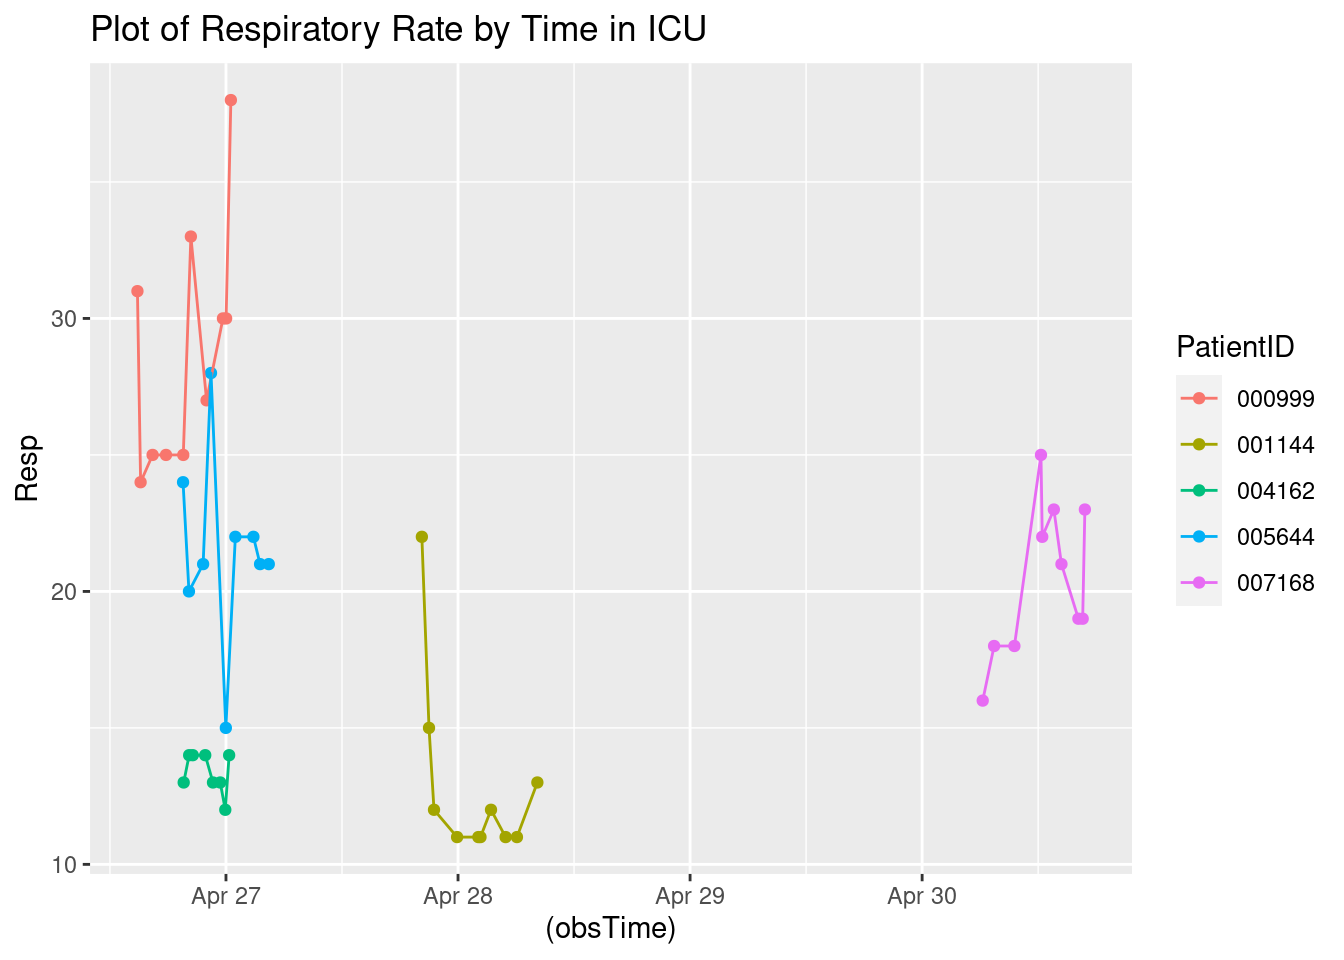 Plot of Respiratory Rate by Time in ICU
Resp
30
20
10
Apr 27
Apr 28
Apr 29
Apr 30
(obsTime)
PatientID
000999
001144
004162
005644
007168